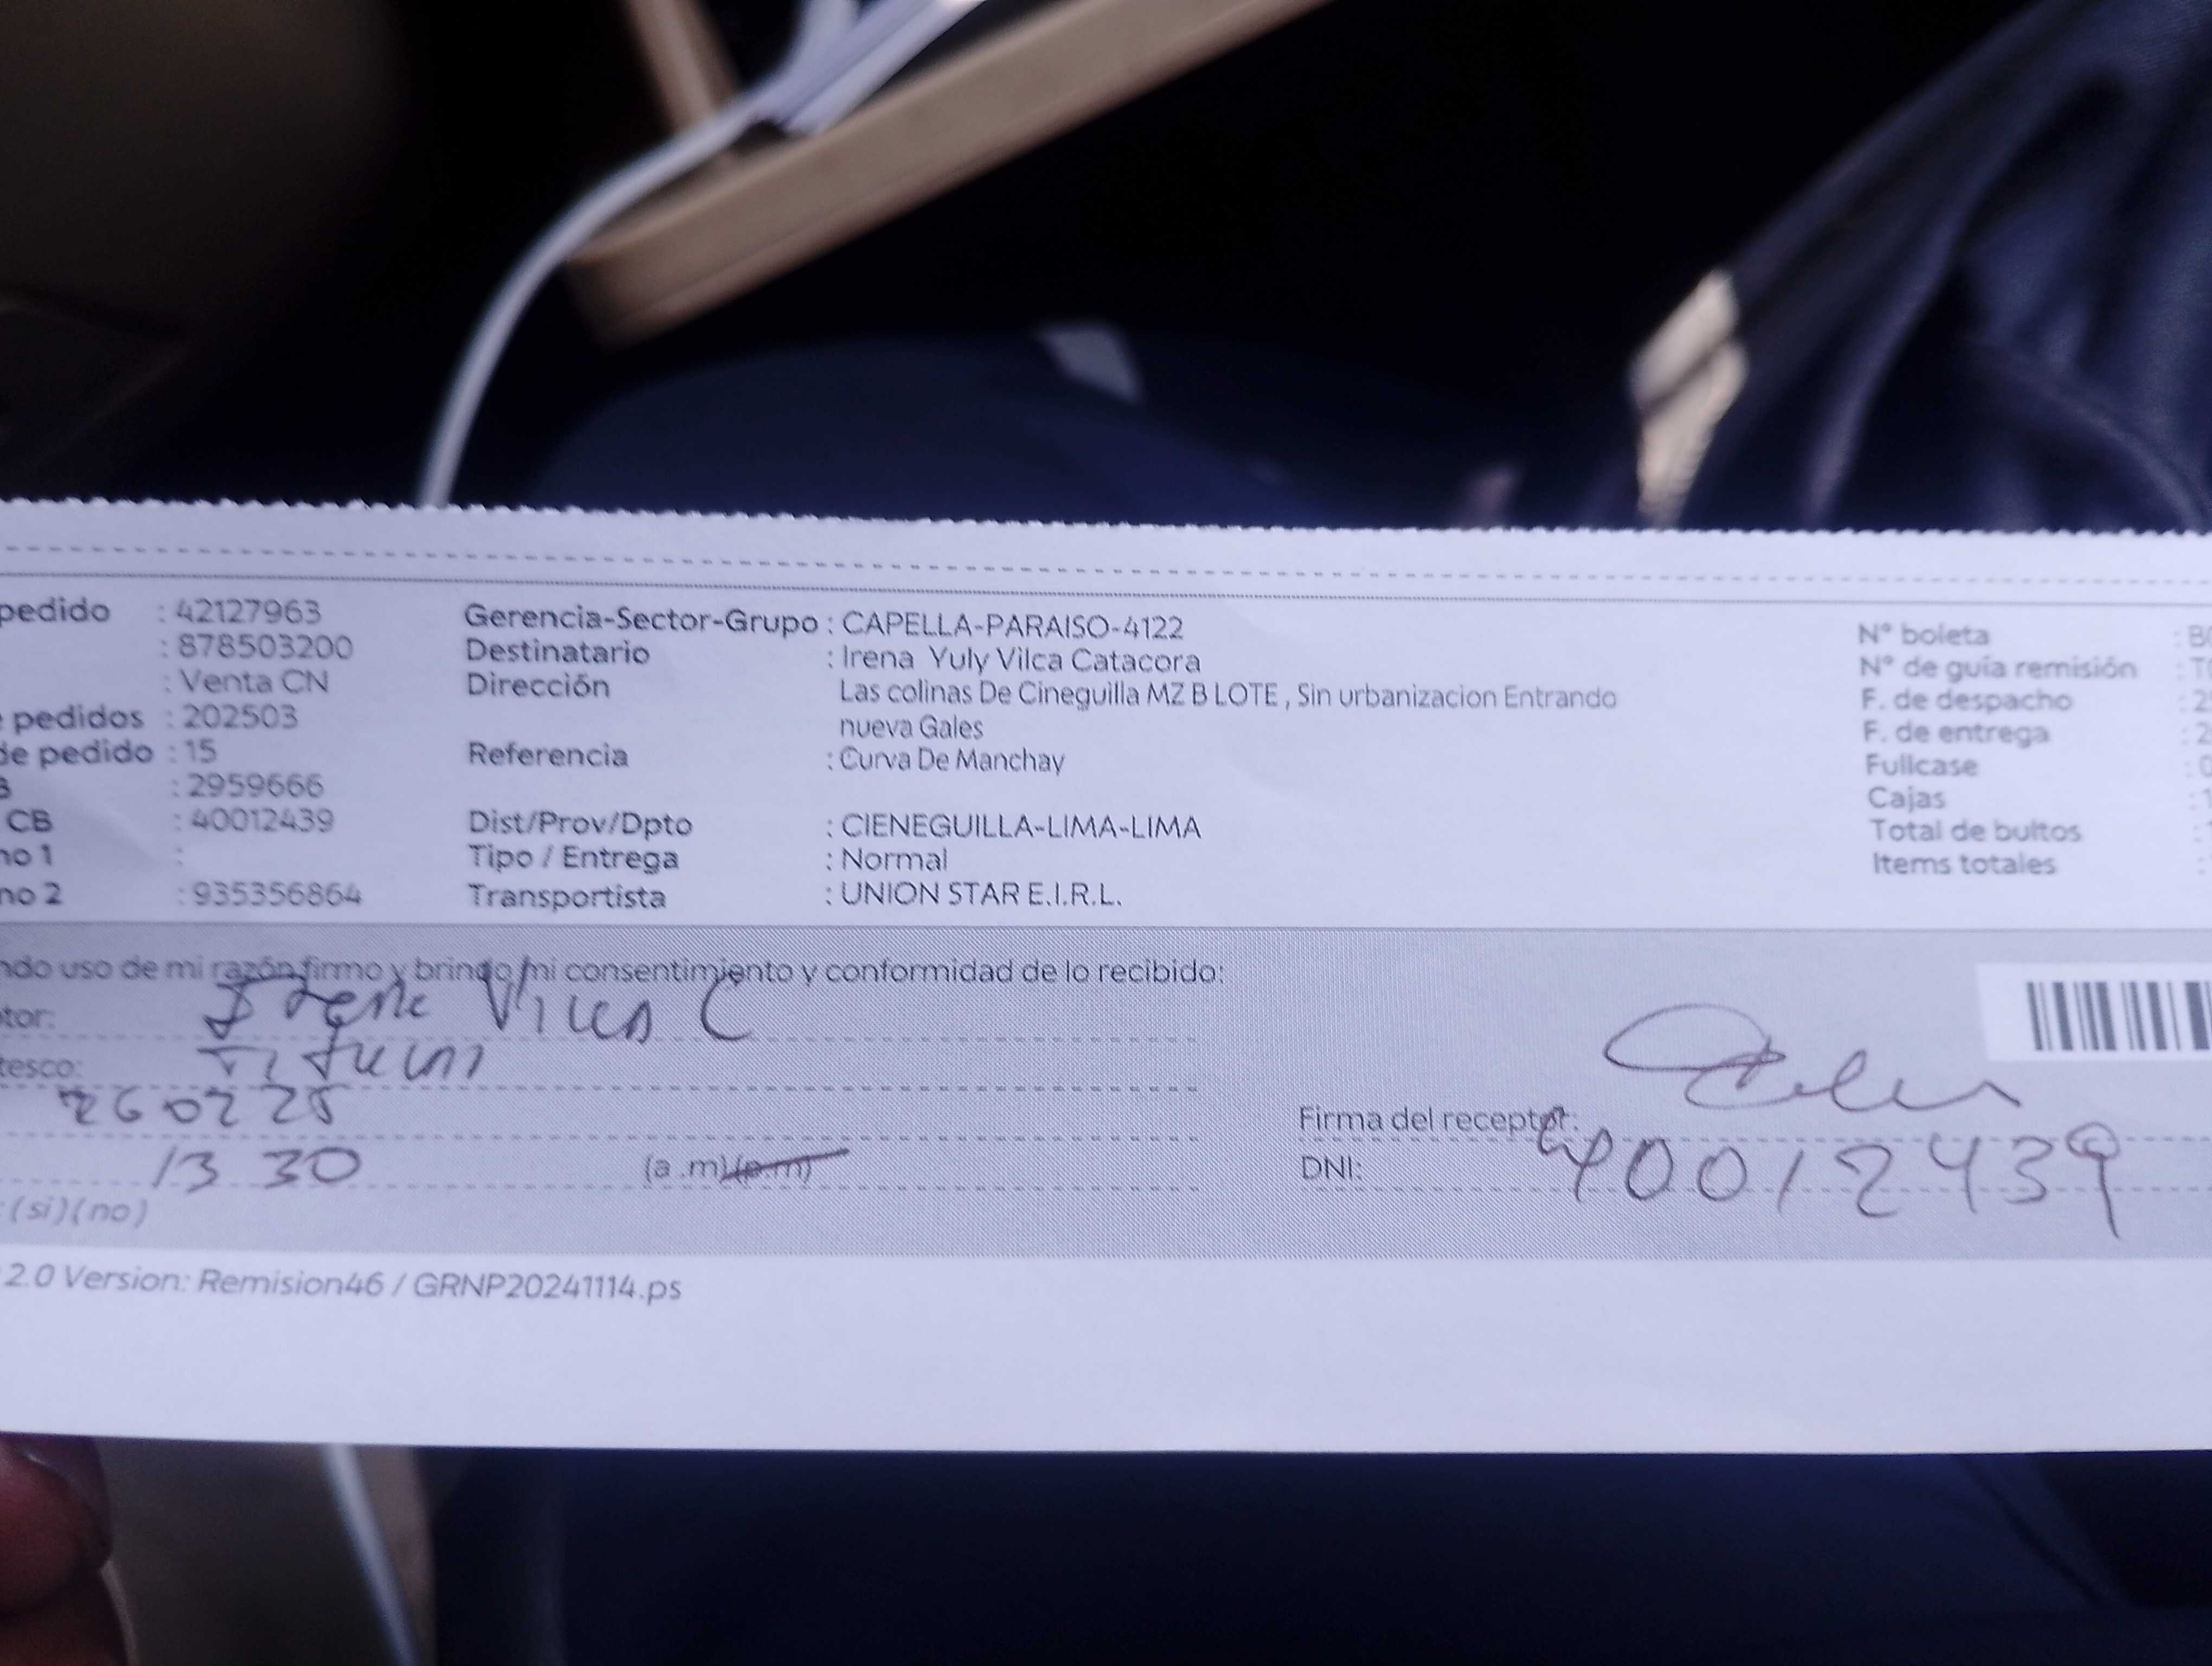 pedido : 42127963 Gerencia-Sector-Grupo : CAPELLA-PARAISO-4122 N° boleta : B
: 878503200 Destinatario : Irena Yuly Vilca Catacora N° de guía remisión : T
: Venta CN Dirección Las colinas De Cineguilla MZ B LOTE , Sin urbanizacion Entrando F. de despacho : 2
pedidos : 202503 nueva Gales F. de entrega : 2
de pedido : 15 Referencia : Curva De Manchay Fullcase : 0
: 2959666 Cajas : 1
CB : 40012439 Dist/Prov/Dpto : CIENEGUILLA-LIMA-LIMA Total de bultos :
no 1 : Tipo / Entrega : Normal Items totales :
no 2 : 935356864 Transportista : UNION STAR E.I.R.L.
ndo uso de mi razón firmo y brindo mi consentimiento y conformidad de lo recibido:
tor: Irene Vilca C
tesco:
260225 Firma del receptor:
13 30 (a.m)(p.m) DNI: 40012439
: (si)(no)
2.0 Version: Remision46 / GRNP20241114.ps